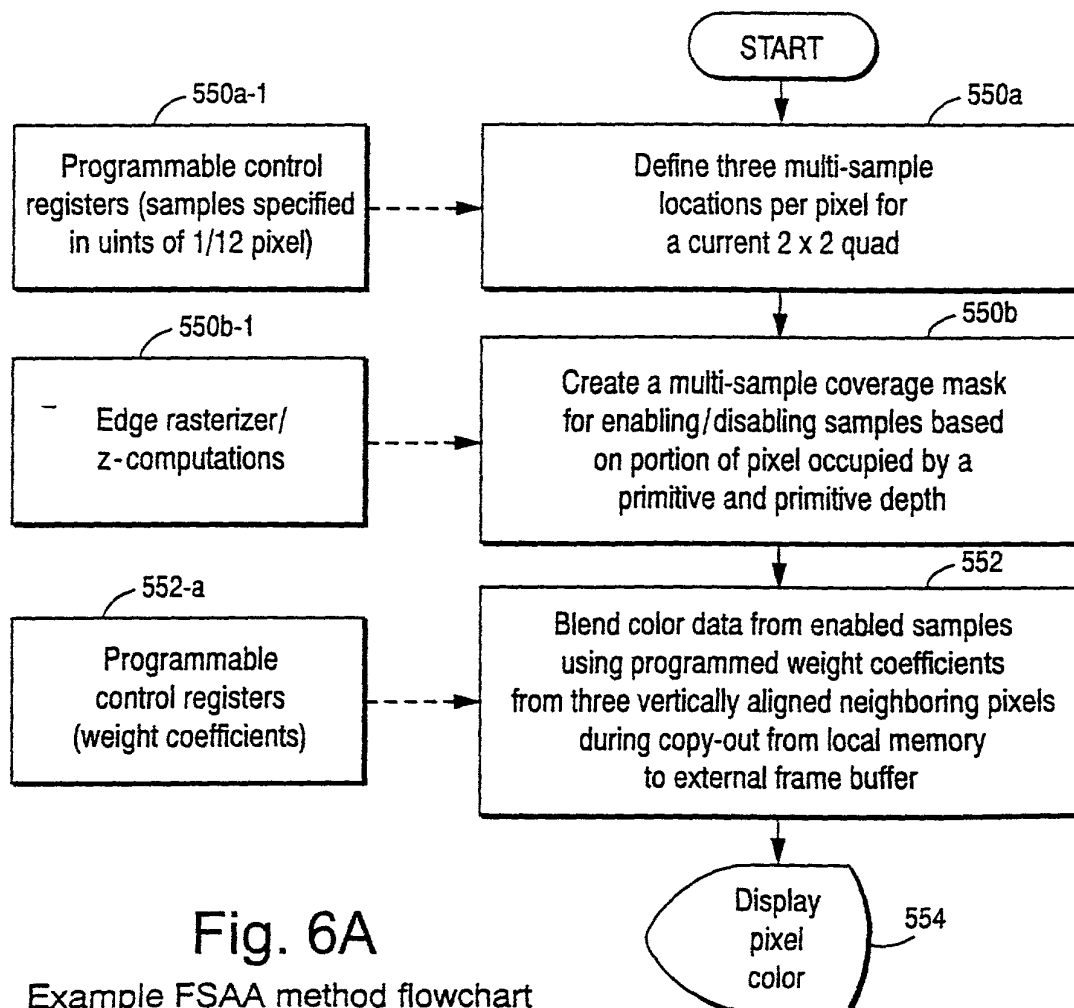 START
550a-1
Programmable control
registers (samples specified
in uints of 1/12 pixel)
550a
Define three multi-sample
locations per pixel for
a current 2 x 2 quad
550b-1
Edge rasterizer/
z-computations
550b
Create a multi-sample coverage mask
for enabling/disabling samples based
on portion of pixel occupied by a
primitive and primitive depth
552-a
Programmable
control registers
(weight coefficients)
552
Blend color data from enabled samples
using programmed weight coefficients
from three vertically aligned neighboring pixels
during copy-out from local memory
to external frame buffer
Display
pixel
color
554
Fig. 6A
Example FSAA method flowchart